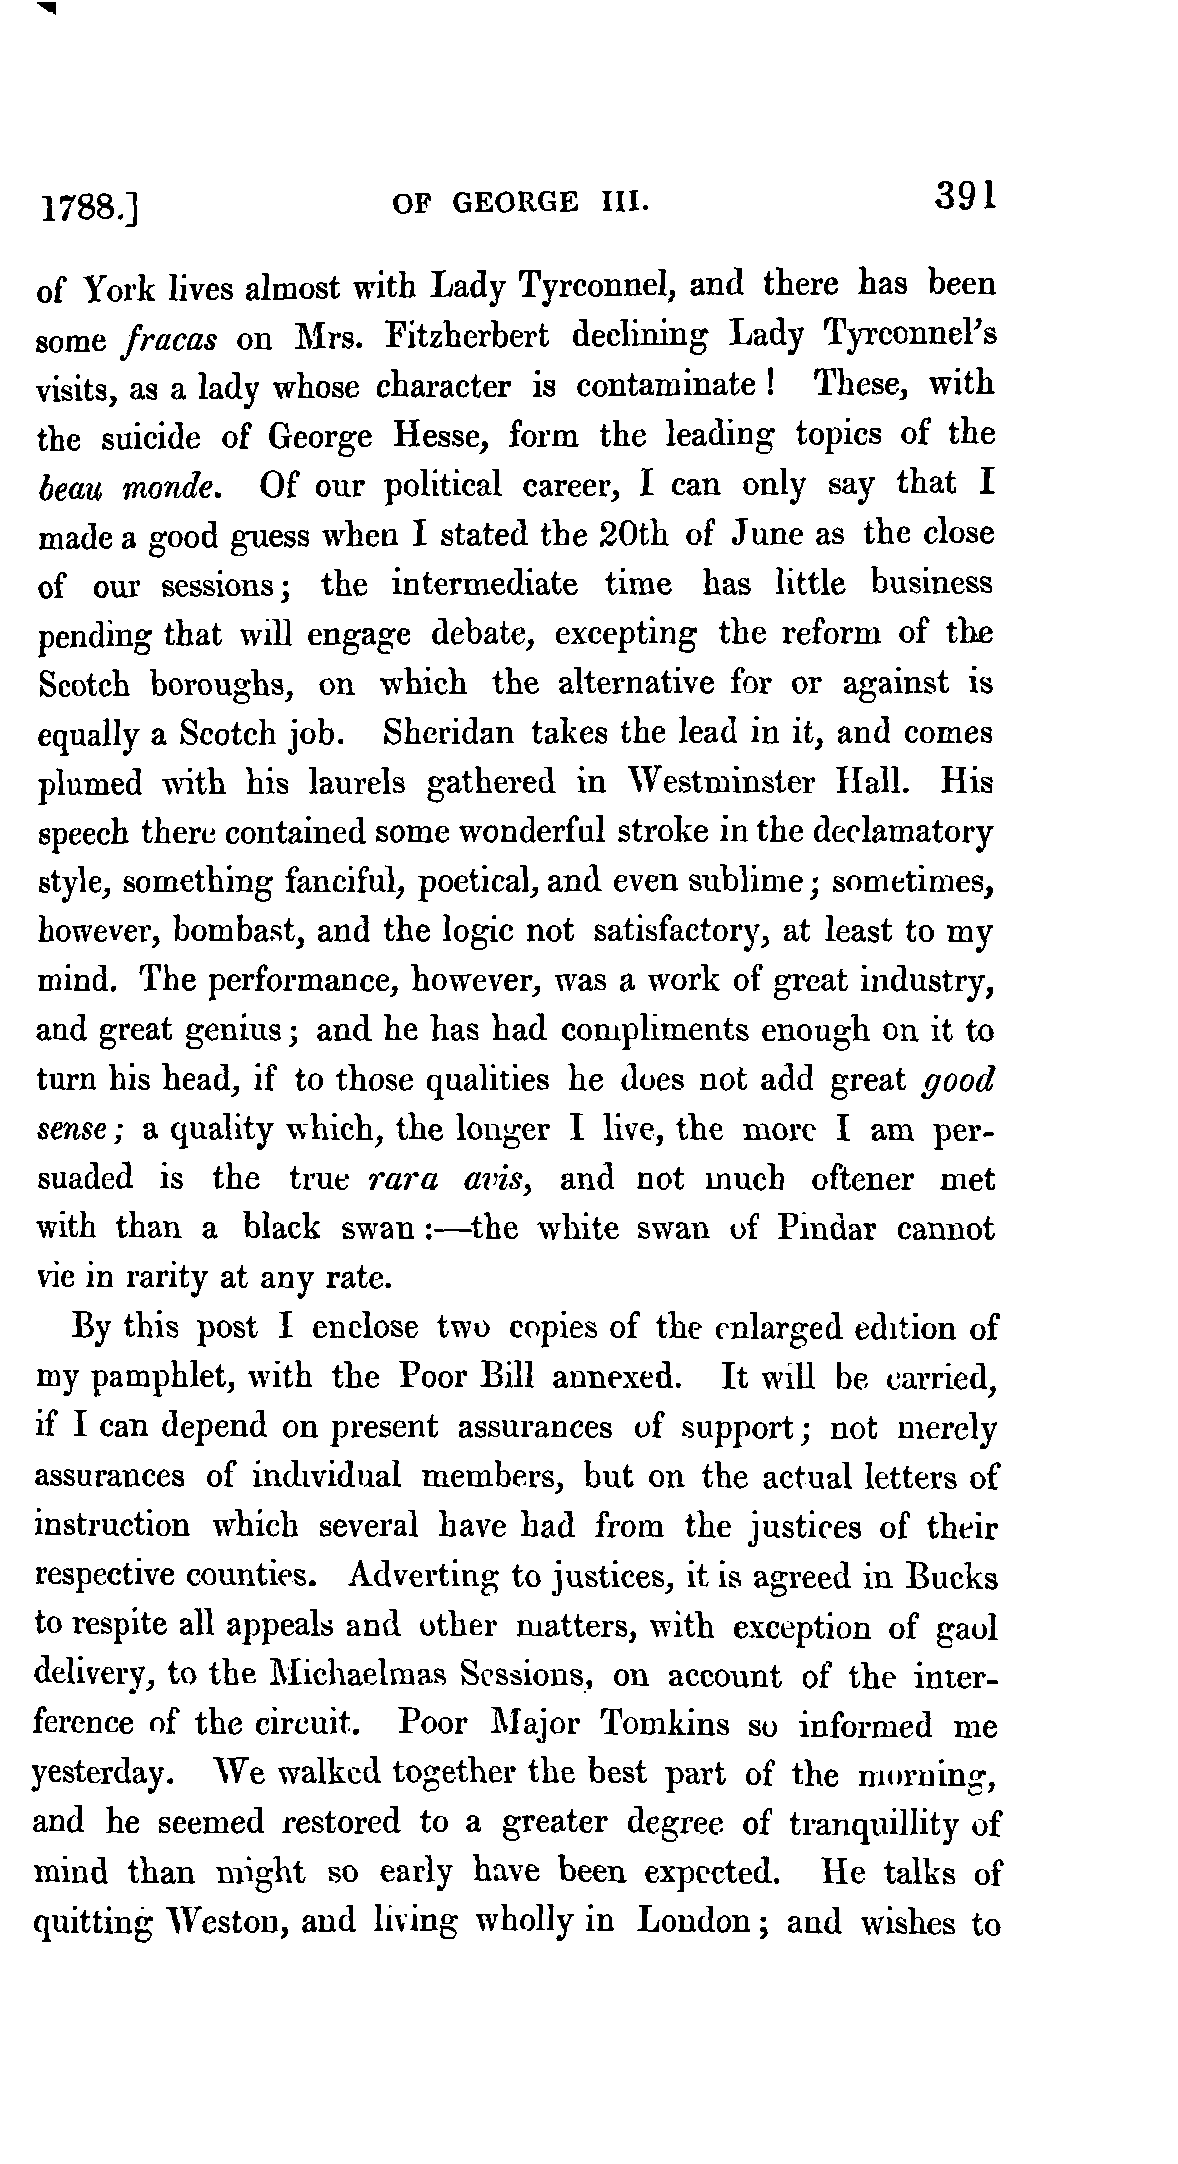 1788.] OF GEORGE III. 391
of York lives almost with Lady Tyrconnel, and there has been
some fracas on Mrs. Fitzherbert declining Lady Tyrconnel's
visits, as a lady whose character is contaminate! These, with
the suicide of George Hesse, form the leading topics of the
beau monde. Of our political career, I can only say that I
made a good guess when I stated the 20th of June as the close
of our sessions; the intermediate time has little business
pending that will engage debate, excepting the reform of the
Scotch boroughs, on which the alternative for or against is
equally a Scotch job. Sheridan takes the lead in it, and comes
plumed with his laurels gathered in Westminster Hall. His
speech there contained some wonderful stroke in the declamatory
style, something fanciful, poetical, and even sublime; sometimes,
however, bombast, and the logic not satisfactory, at least to my
mind. The performance, however, was a work of great industry,
and great genius; and he has had compliments enough on it to
turn his head, if to those qualities he does not add great good
sense; a quality which, the longer I live, the more I am per-
suaded is the true rara avis, and not much oftener met
with than a black swan:—the white swan of Pindar cannot
vie in rarity at any rate.
By this post I enclose two copies of the enlarged edition of
my pamphlet, with the Poor Bill annexed. It will be carried,
if I can depend on present assurances of support; not merely
assurances of individual members, but on the actual letters of
instruction which several have had from the justices of their
respective counties. Adverting to justices, it is agreed in Bucks
to respite all appeals and other matters, with exception of gaol
delivery, to the Michaelmas Sessions, on account of the inter-
ference of the circuit. Poor Major Tomkins so informed me
yesterday. We walked together the best part of the morning,
and he seemed restored to a greater degree of tranquillity of
mind than might so early have been expected. He talks of
quitting Weston, and living wholly in London; and wishes to